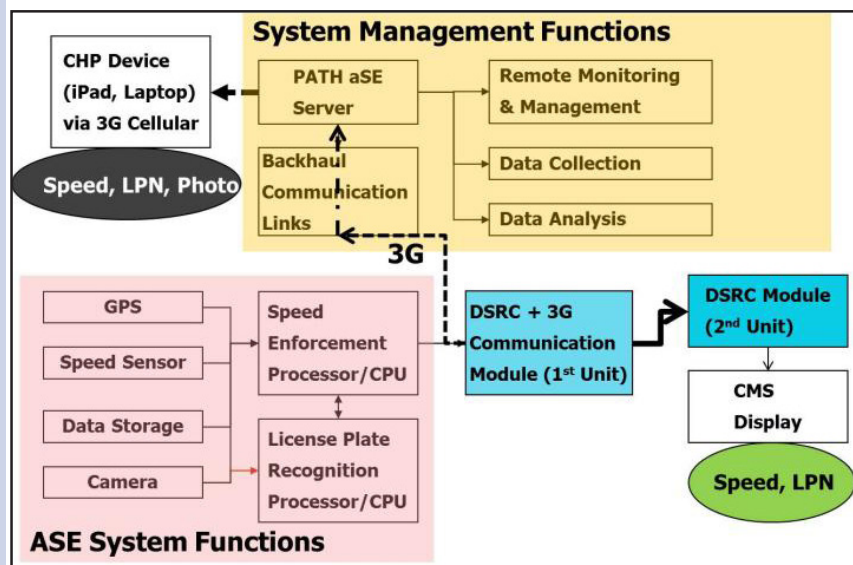 System Management Functions
CHP Device
(iPad, Laptop)
via 3G Cellular
Speed, LPN, Photo
PATH aSE
Server
Backhaul
Communication
Links
Remote Monitoring
& Management
Data Collection
Data Analysis
3G
GPS
Speed Sensor
Data Storage
Camera
Speed
Enforcement
Processor/CPU
License Plate
Recognition
Processor/CPU
ASE System Functions
DSRC + 3G
Communication
Module (1st Unit)
DSRC Module
(2nd Unit)
CMS
Display
Speed, LPN